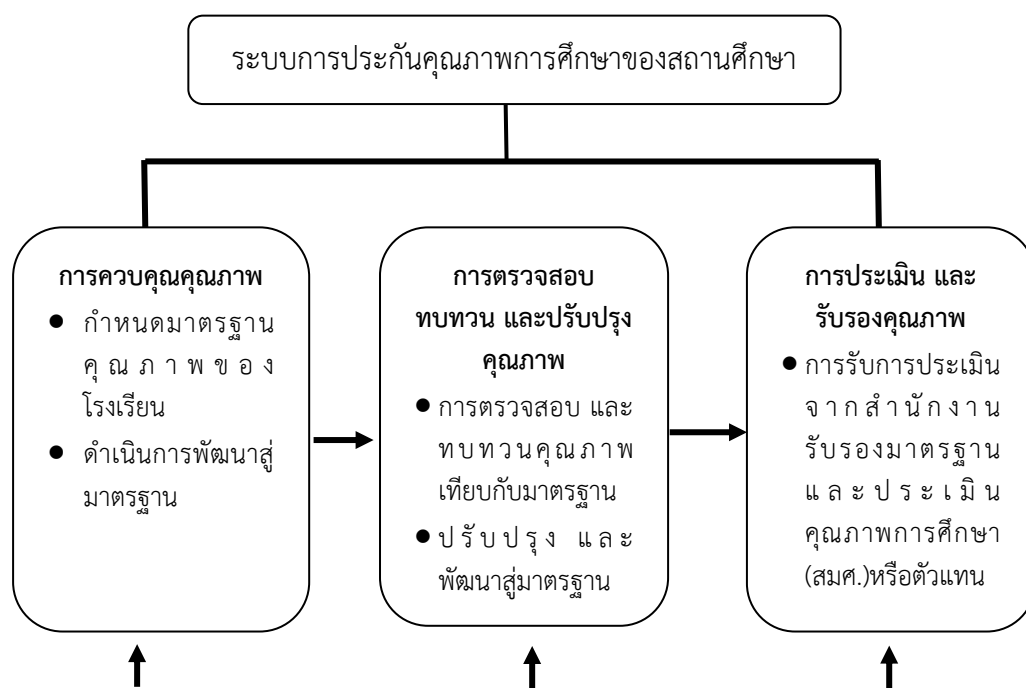 ระบบการประกันคุณภาพการศึกษาของสถานศึกษา
การควบคุณคุณภาพ
● กำหนดมาตรฐาน
คุณภาพของ
โรงเรียน
● ดำเนินการพัฒนาสู่
มาตรฐาน
การตรวจสอบ
ทบทวน และปรับปรุง
คุณภาพ
● การตรวจสอบ และ
ทบทวนคุณภาพ
เทียบกับมาตรฐาน
● ปรับปรุง และ
พัฒนาสู่มาตรฐาน
การประเมิน และ
รับรองคุณภาพ
● การรับการประเมิน
จากสำนักงาน
รับรองมาตรฐาน
และประเมิน
คุณภาพการศึกษา
(สมศ.)หรือตัวแทน